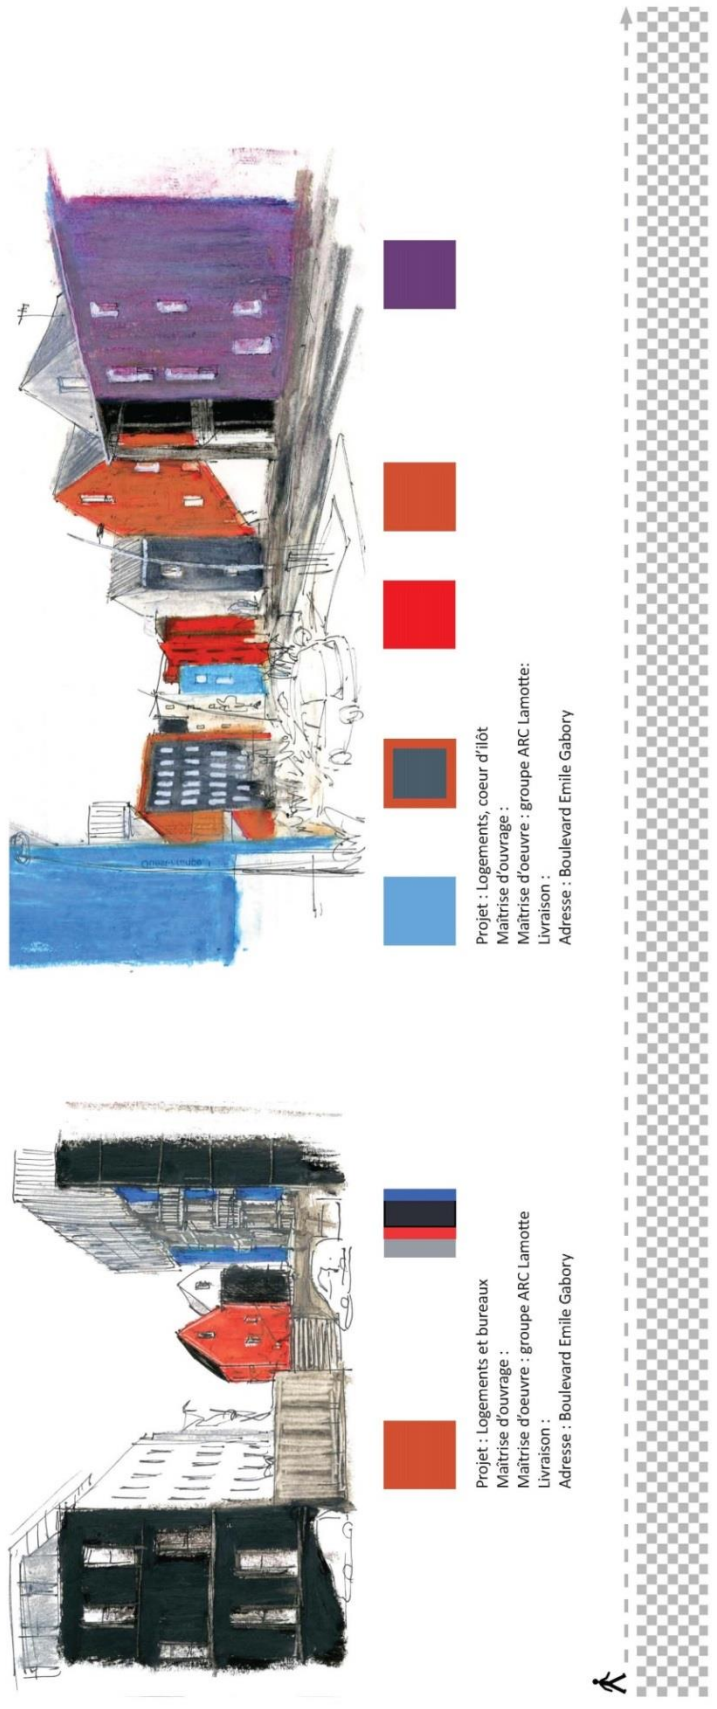 Projet : Logements et bureaux
Maîtrise d'ouvrage :
Maîtrise d'oeuvre : groupe ARC Lamotte
Livraison :
Adresse : Boulevard Emile Gabory
Projet : Logements, coeur d'ilôt
Maîtrise d'ouvrage :
Maîtrise d'oeuvre : groupe ARC Lamotte:
Livraison :
Adresse : Boulevard Emile Gabory